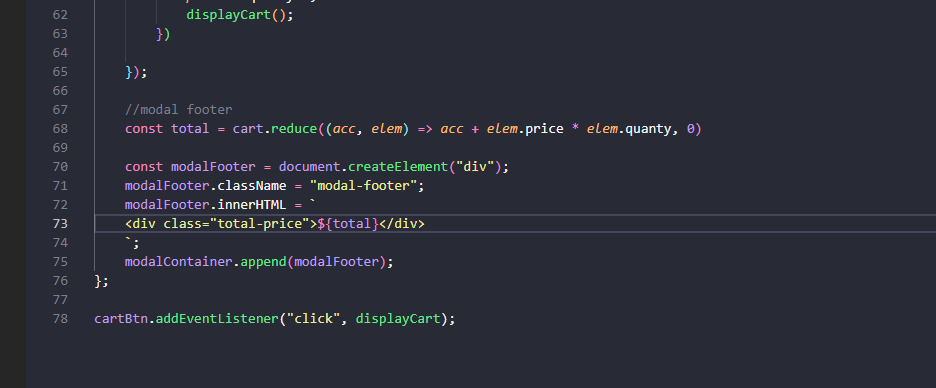 62 displayCart();
63 })
64
65 });
66
67 //modal footer
68 const total = cart.reduce((acc, elem) => acc + elem.price * elem.quanty, 0)
69
70 const modalFooter = document.createElement("div");
71 modalFooter.className = "modal-footer";
72 modalFooter.innerHTML = `
73 <div class="total-price">${total}</div>
74 `;
75 modalContainer.append(modalFooter);
76 };
77
78 cartBtn.addEventListener("click", displayCart);